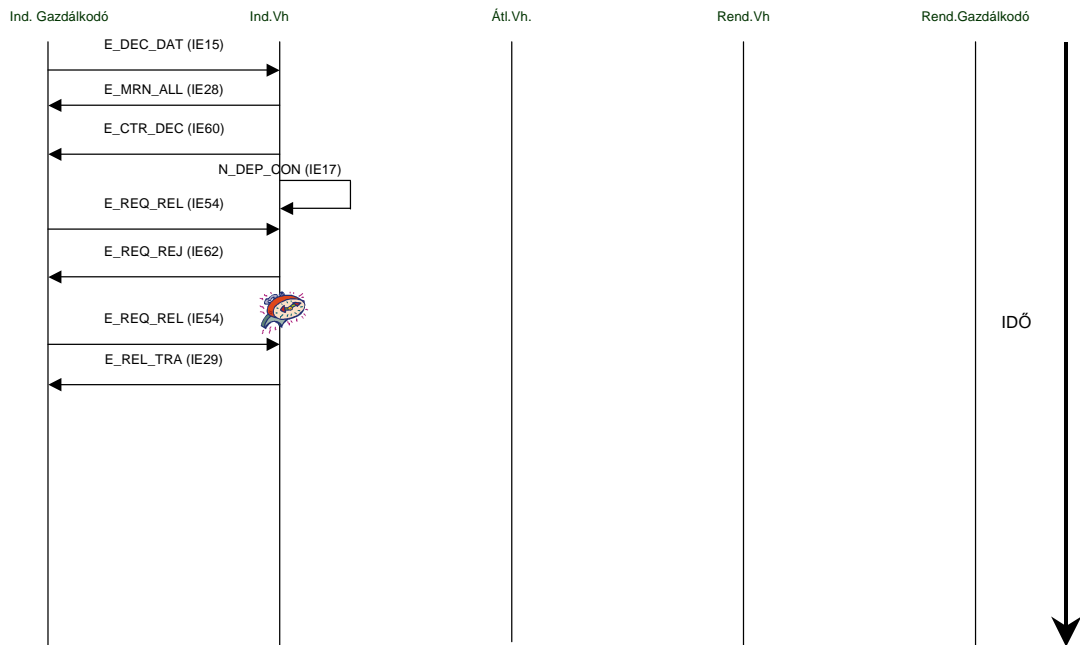 Ind. Gazdálkodó
Ind.Vh
Átl.Vh.
Rend.Vh
Rend.Gazdálkodó
E_DEC_DAT (IE15)
E_MRN_ALL (IE28)
E_CTR_DEC (IE60)
N_DEP_CON (IE17)
E_REQ_REL (IE54)
E_REQ_REJ (IE62)
E_REQ_REL (IE54)
IDŐ
E_REL_TRA (IE29)